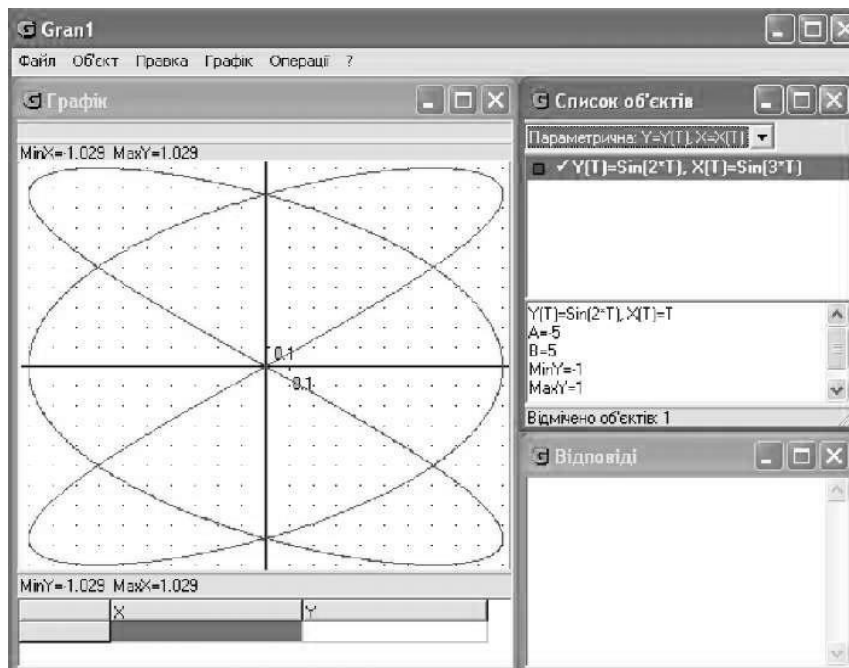 Gran1
Файл Об'єкт Правка Графік Операції ?
Графік
MinX=-1.029 MaxY=1.029
0.1
0.1
MinY=-1.029 MaxX=1.029
X Y
Список об'єктів
Параметрична: Y=Y(T), X=X(T)
Y(T)=Sin(2*T), X(T)=Sin(3*T)
Y(T)=Sin(2*T), X(T)=T
A=-5
B=5
MinY=-1
MaxY=1
Відмічено об'єктів: 1
Відповіді